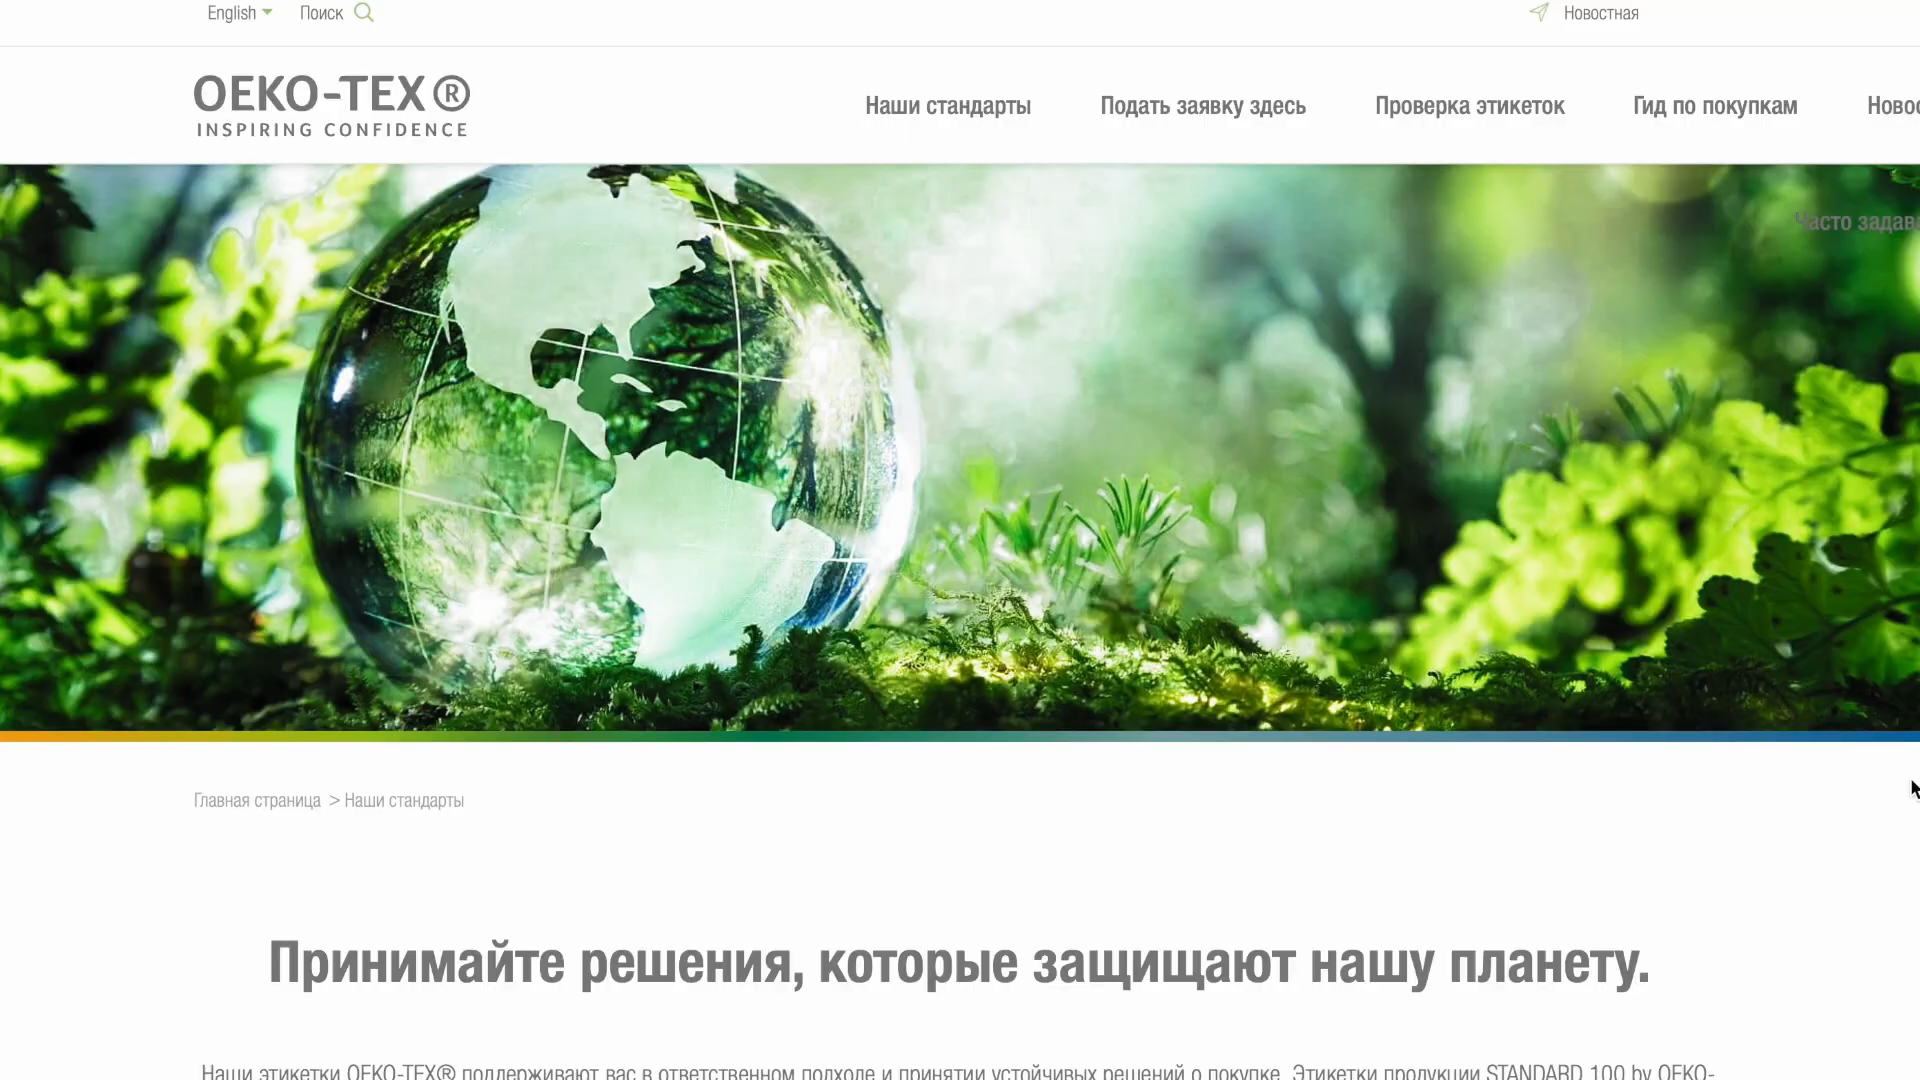 English Поиск Новостная
OEKO-TEX®
INSPIRING CONFIDENCE
Наши стандарты Подать заявку здесь Проверка этикеток Гид по покупкам
Часто
Главная страница > Наши стандарты
Принимайте решения, которые защищают нашу планету.
Наши этикетки OEKO-TEX® поддерживают вас в ответственном подходе и принятии устойчивых решений о покупке. Этикетки продукции STANDARD 100 by OEKO-